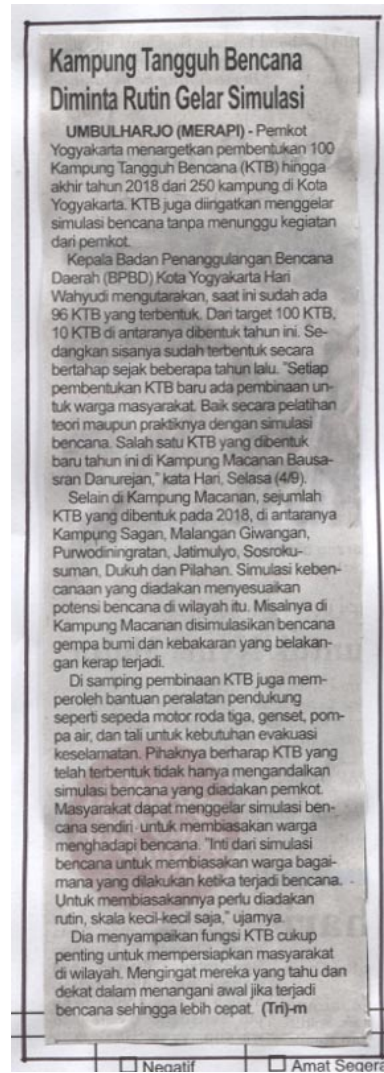 Kampung Tangguh Bencana
Diminta Rutin Gelar Simulasi
UMBULHARJO (MERAPI) - Pemkot
Yogyakarta menargetkan pembentukan 100
Kampung Tangguh Bencana (KTB) hingga
akhir tahun 2018 dari 250 kampung di Kota
Yogyakarta. KTB juga diingatkan menggelar
simulasi bencana tanpa menunggu kegiatan
dari pemkot.
Kepala Badan Penanggulangan Bencana
Daerah (BPBD) Kota Yogyakarta Hari
Wahyudi mengutarakan, saat ini sudah ada
96 KTB yang terbentuk. Dari target 100 KTB,
10 KTB di antaranya dibentuk tahun ini. Se-
dangkan sisanya sudah terbentuk secara
bertahap sejak beberapa tahun lalu. "Setiap
pembentukan KTB baru ada pembinaan un-
tuk warga masyarakat. Baik secara pelatihan
teori maupun praktiknya dengan simulasi
bencana. Salah satu KTB yang dibentuk
baru tahun ini di Kampung Macanan Bausa-
sran Danurejan," kata Hari, Selasa (4/9).
Selain di Kampung Macanan, sejumlah
KTB yang dibentuk pada 2018, di antaranya
Kampung Sagan, Malangan Giwangan,
Purwodiningratan, Jatimulyo, Sosroku-
suman, Dukuh dan Pilahan. Simulasi keben-
canaan yang diadakan menyesuaikan
potensi bencana di wilayah itu. Misalnya di
Kampung Macanan disimulasikan bencana
gempa bumi dan kebakaran yang belakan-
gan kerap terjadi.
Di samping pembinaan KTB juga mem-
peroleh bantuan peralatan pendukung
seperti sepeda motor roda tiga, genset, pom-
pa air, dan tali untuk kebutuhan evakuasi
keselamatan. Pihaknya berharap KTB yang
telah terbentuk tidak hanya mengandalkan
simulasi bencana yang diadakan pemkot.
Masyarakat dapat menggelar simulasi ben-
cana sendiri untuk membiasakan warga
menghadapi bencana. "Inti dari simulasi
bencana untuk membiasakan warga bagai-
mana yang dilakukan ketika terjadi bencana.
Untuk membiasakannya perlu diadakan
rutin, skala kecil-kecil saja," ujarnya.
Dia menyampaikan fungsi KTB cukup
penting untuk mempersiapkan masyarakat
di wilayah. Mengingat mereka yang tahu dan
dekat dalam menangani awal jika terjadi
bencana sehingga lebih cepat. (Tri)-m
Negatif
Amat Segera